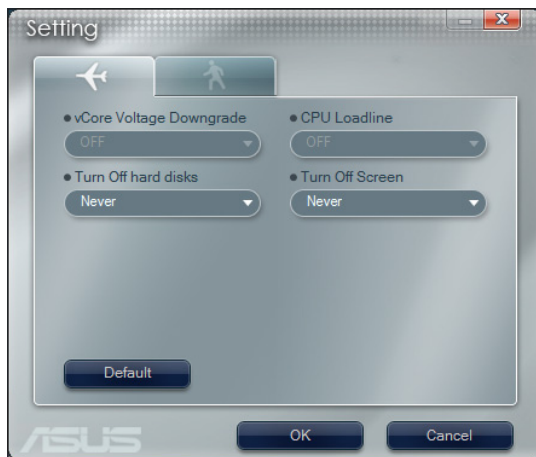 Setting
vCore Voltage Downgrade
OFF
CPU Loadline
OFF
Turn Off hard disks
Never
Turn Off Screen
Never
Default
ASUS
OK
Cancel